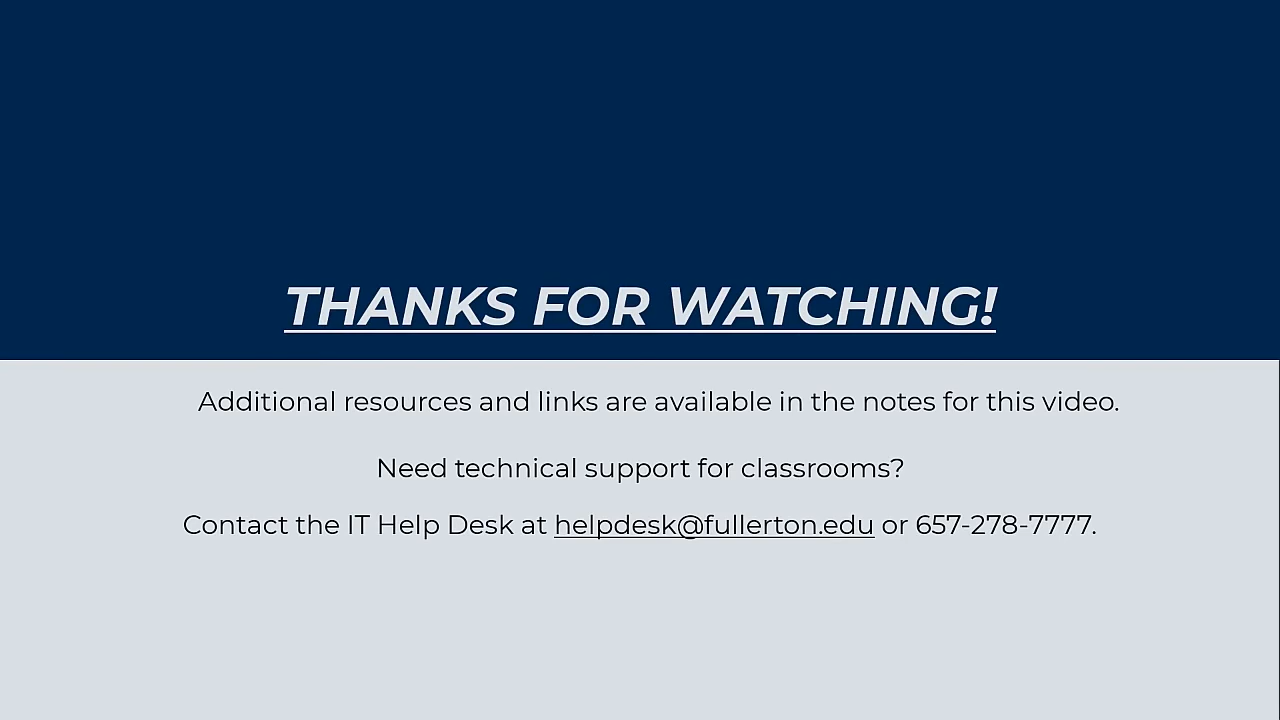 THANKS FOR WATCHING!
Additional resources and links are available in the notes for this video.
Need technical support for classrooms?
Contact the IT Help Desk at helpdesk@fullerton.edu or 657-278-7777.